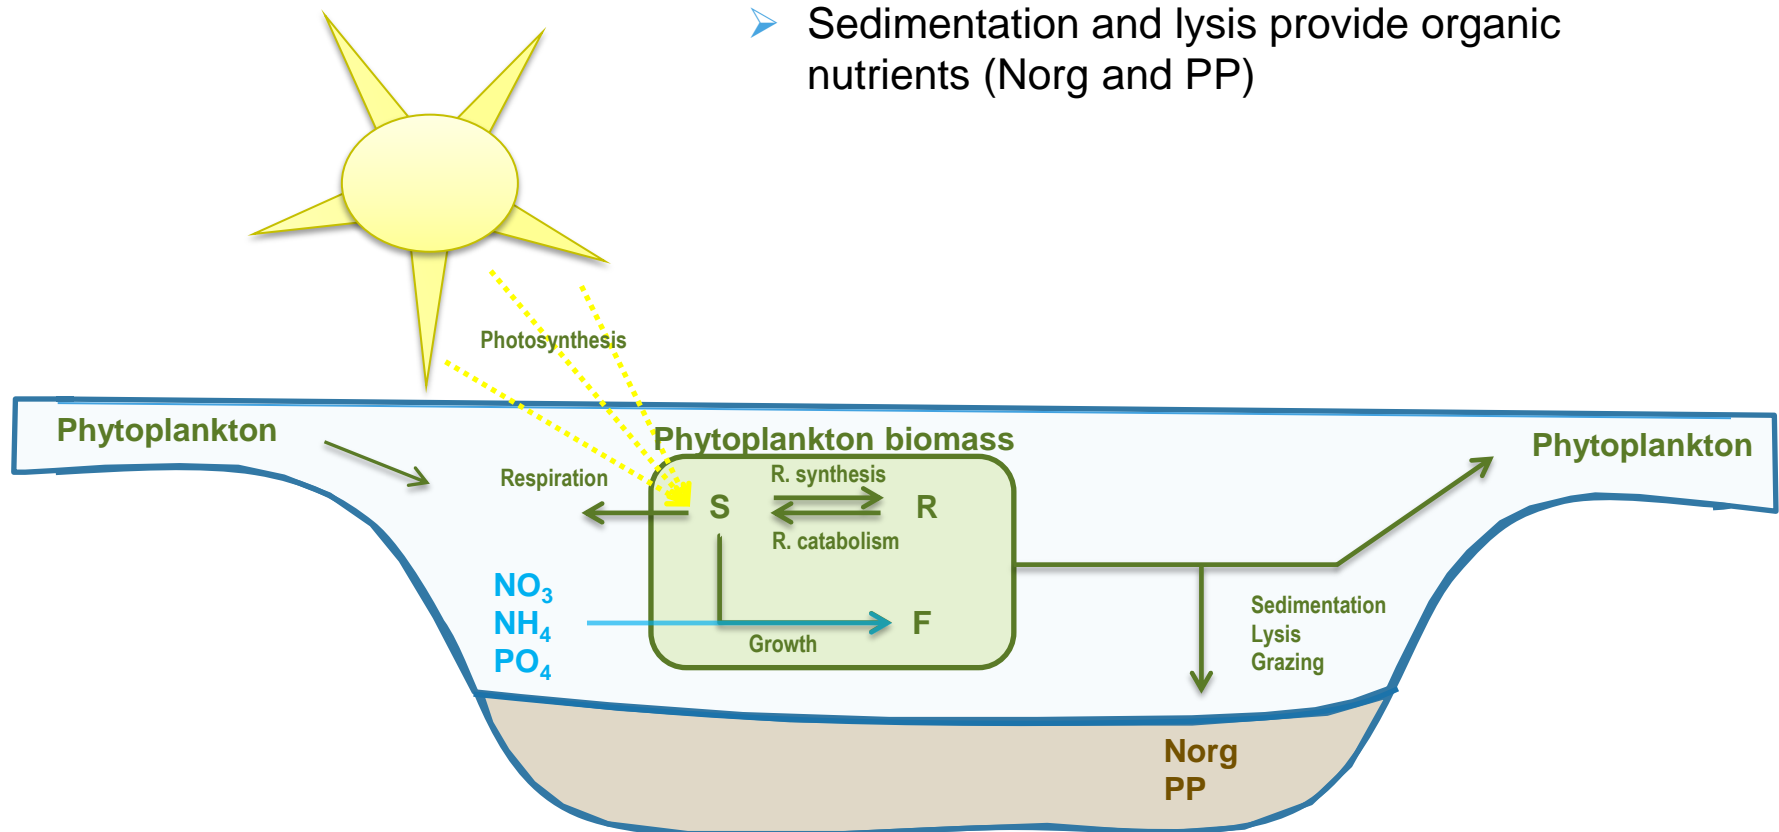 ➢ Sedimentation and lysis provide organic
nutrients (Norg and PP)
Photosynthesis
Phytoplankton
Phytoplankton biomass
Phytoplankton
Respiration
R. synthesis
S
R
R. catabolism
NO₃
NH₄
PO₄
F
Growth
Sedimentation
Lysis
Grazing
Norg
PP